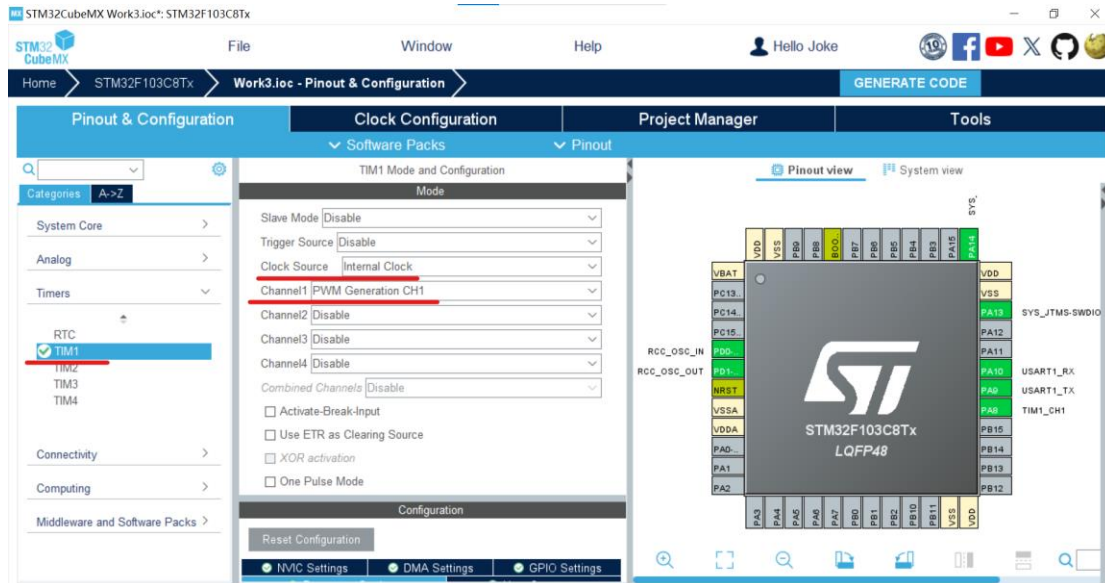 MX STM32CubeMX Work3.ioc*: STM32F103C8Tx
STM32 CubeMX File Window Help Hello Joke
Home STM32F103C8Tx Work3.ioc - Pinout & Configuration GENERATE CODE
Pinout & Configuration Clock Configuration Project Manager Tools
Software Packs Pinout
Categories A->Z
System Core
Analog
Timers
RTC
TIM1
TIM2
TIM3
TIM4
Connectivity
Computing
Middleware and Software Packs
TIM1 Mode and Configuration
Mode
Slave Mode Disable
Trigger Source Disable
Clock Source Internal Clock
Channel1 PWM Generation CH1
Channel2 Disable
Channel3 Disable
Channel4 Disable
Combined Channels Disable
Activate-Break-Input
Use ETR as Clearing Source
XOR activation
One Pulse Mode
Configuration
Reset Configuration
NVIC Settings DMA Settings GPIO Settings
Pinout view System view
SYS_
VDD VSS PB9 PB8 BOO.. PB7 PB6 PB5 PB4 PB3 PA15 PA14
VBAT VDD
PC13.. VSS
PC14.. PA13 SYS_JTMS-SWDIO
PC15.. PA12
RCC_OSC_IN PD0-.. PA11
RCC_OSC_OUT PD1-.. PA10 USART1_RX
NRST PA9 USART1_TX
VSSA PA8 TIM1_CH1
VDDA STM32F103C8Tx PB15
PA0-.. LQFP48 PB14
PA1 PB13
PA2 PB12
PA3 PA4 PA5 PA6 PA7 PB0 PB1 PB2 PB10 PB11 VSS VDD